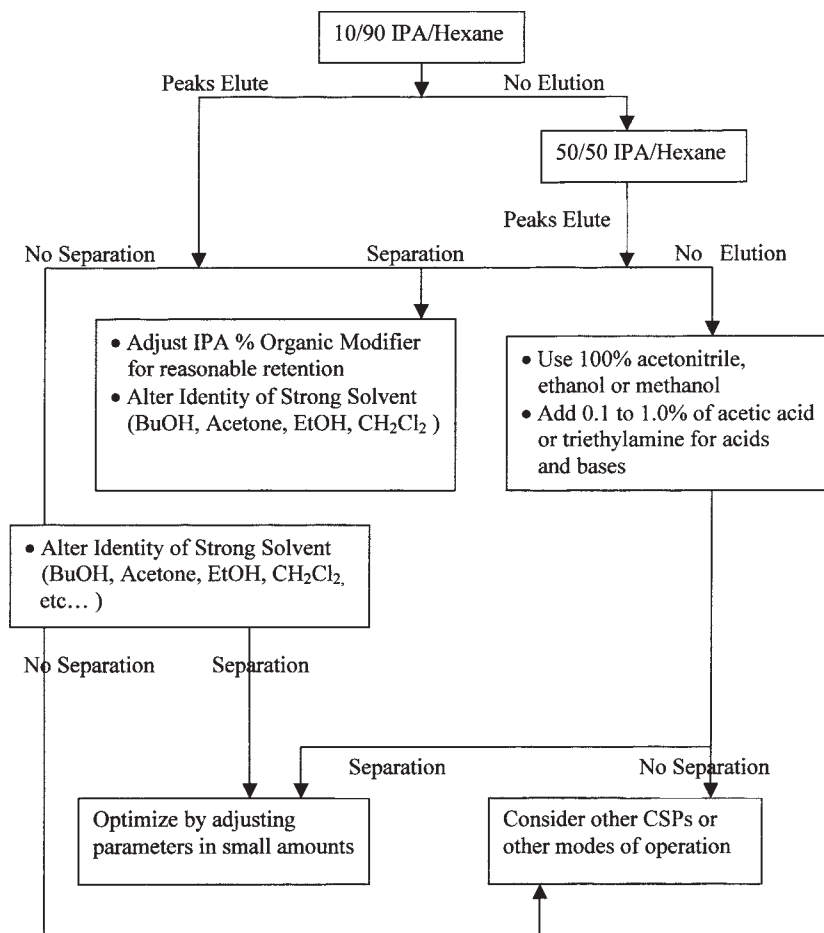 10/90 IPA/Hexane
Peaks Elute
No Elution
50/50 IPA/Hexane
Peaks Elute
No Separation
Separation
No Elution
• Adjust IPA % Organic Modifier
for reasonable retention
• Alter Identity of Strong Solvent
(BuOH, Acetone, EtOH, CH₂Cl₂ )
• Use 100% acetonitrile,
ethanol or methanol
• Add 0.1 to 1.0% of acetic acid
or triethylamine for acids
and bases
• Alter Identity of Strong Solvent
(BuOH, Acetone, EtOH, CH₂Cl₂,
etc… )
No Separation
Separation
Separation
No Separation
Optimize by adjusting
parameters in small amounts
Consider other CSPs or
other modes of operation